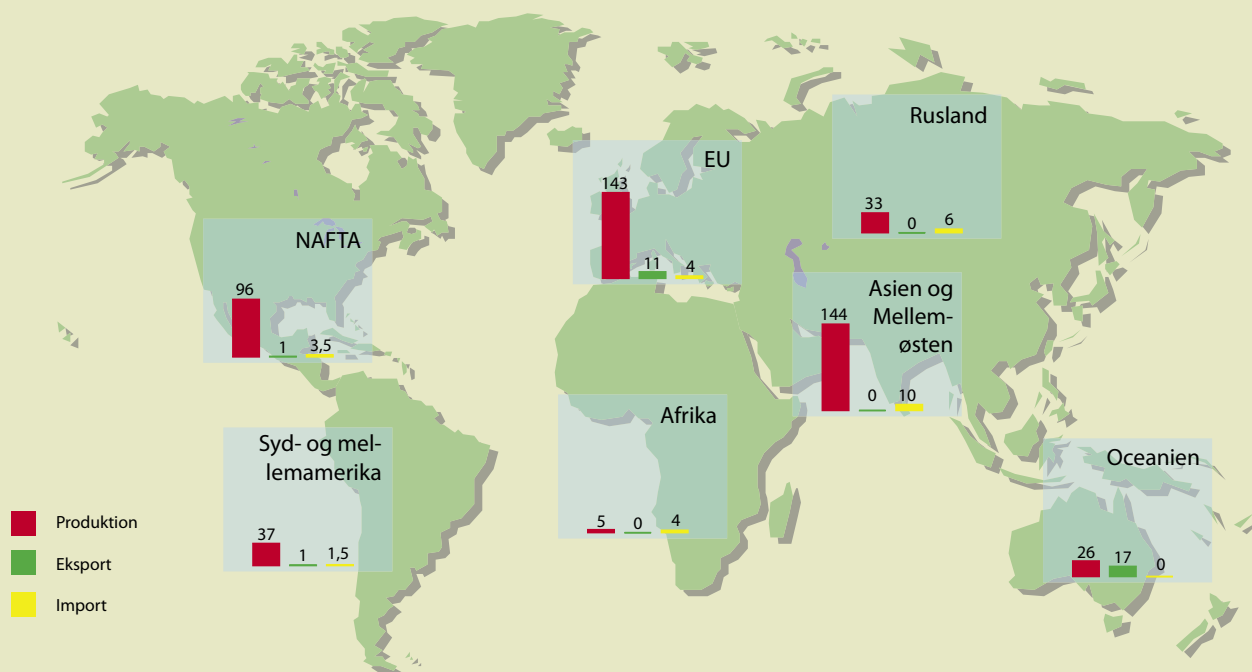 Rusland
33
0
6
EU
143
11
4
NAFTA
96
1
3,5
Asien og
Mellem-
østen
144
0
10
Afrika
5
0
4
Syd- og mel-
lemamerika
37
1
1,5
Oceanien
26
17
0
Produktion
Eksport
Import